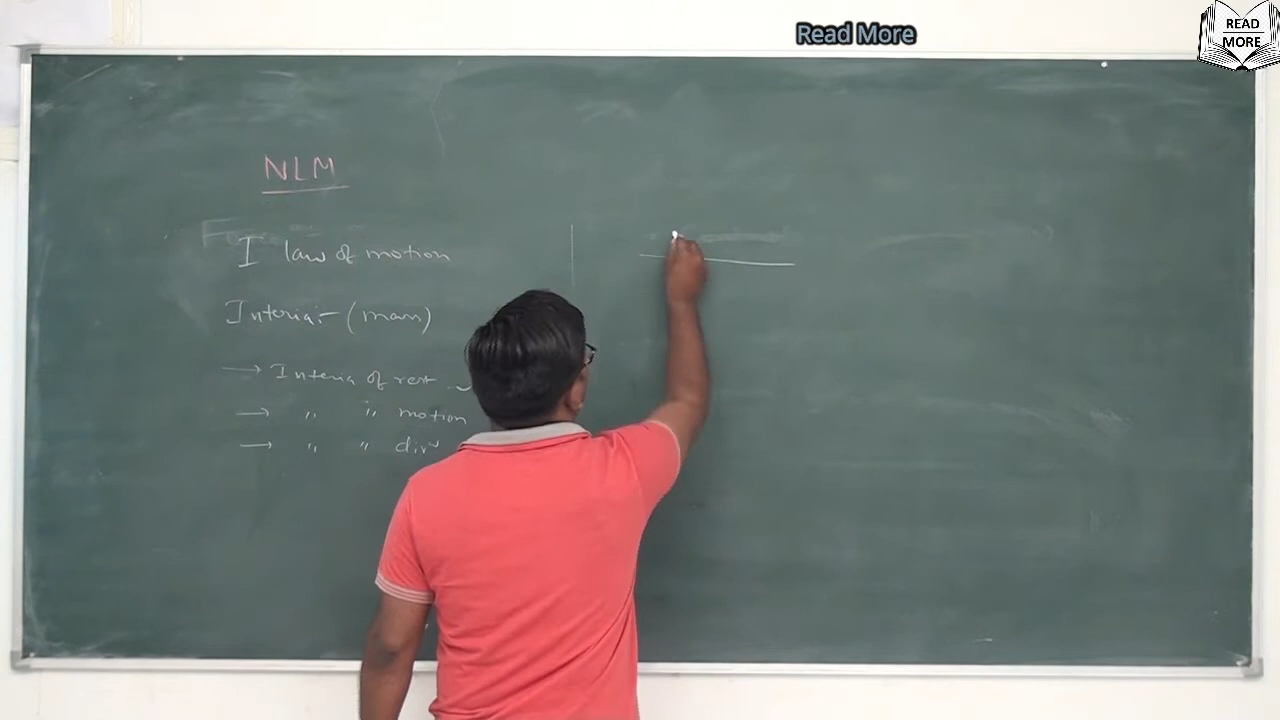 Read More
READ
MORE
NLM
I law of motion
Interia:- (mass)
→ Interia of rest
→ ,, ,, motion
→ ,, ,, dirⁿ